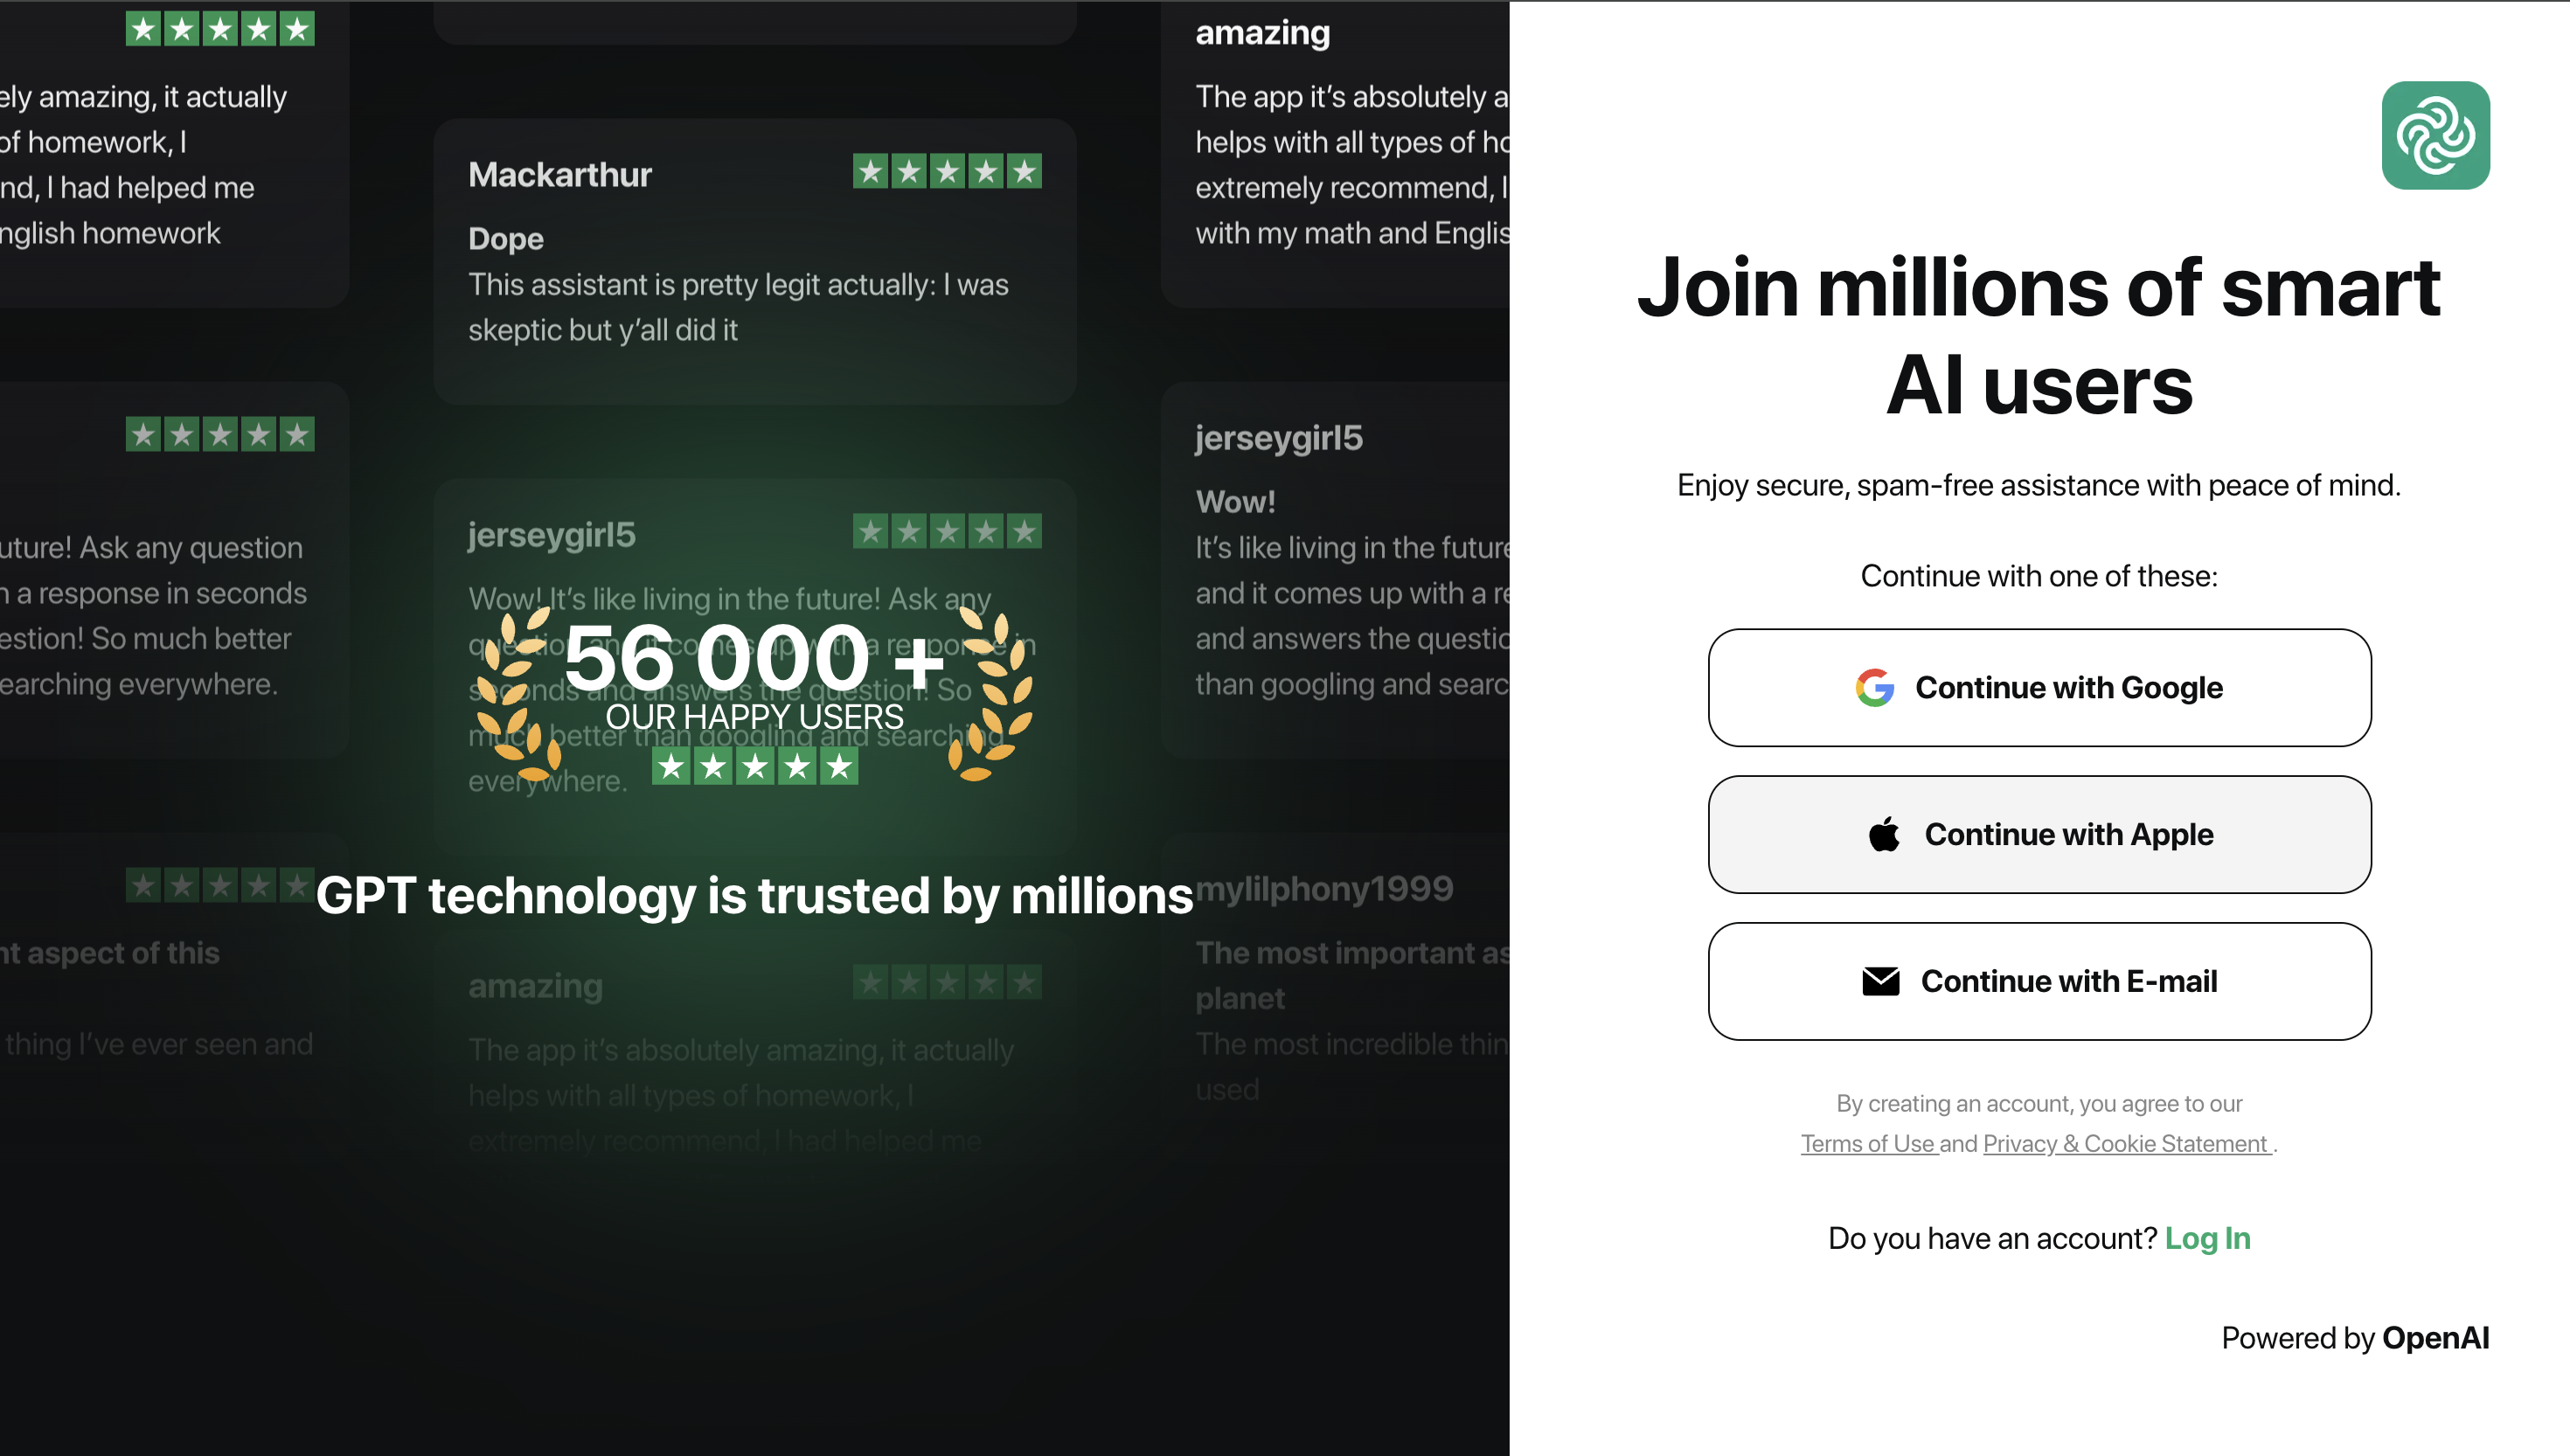 ely amazing, it actually
of homework, I
nd, I had helped me
nglish homework
uture! Ask any question
n a response in seconds
estion! So much better
earching everywhere.
nt aspect of this
thing I've ever seen and
Mackarthur
Dope
This assistant is pretty legit actually: I was
skeptic but y'all did it
jerseygirl5
Wow! It's like living in the future! Ask any
question and it comes up with a response in
seconds and answers the question! So
much better than googling and searching
everywhere.
56 000 +
OUR HAPPY USERS
GPT technology is trusted by millions
amazing
The app it's absolutely amazing, it actually
helps with all types of homework, I
extremely recommend, I had helped me
amazing
The app it's absolutely a
helps with all types of ho
extremely recommend, I
with my math and Englis
jerseygirl5
Wow!
It's like living in the future
and it comes up with a re
and answers the questio
than googling and searc
mylilphony1999
The most important as
planet
The most incredible thin
used
Join millions of smart
AI users
Enjoy secure, spam-free assistance with peace of mind.
Continue with one of these:
Continue with Google
Continue with Apple
Continue with E-mail
By creating an account, you agree to our
Terms of Use and Privacy & Cookie Statement .
Do you have an account? Log In
Powered by OpenAI